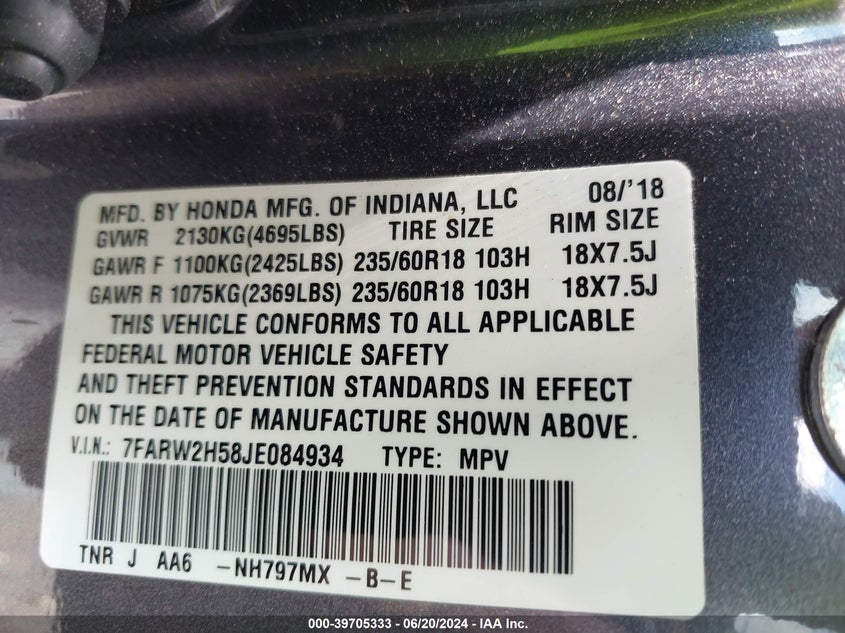 MFD. BY HONDA MFG. OF INDIANA, LLC 08/'18
GVWR 2130KG(4695LBS) TIRE SIZE RIM SIZE
GAWR F 1100KG(2425LBS) 235/60R18 103H 18X7.5J
GAWR R 1075KG(2369LBS) 235/60R18 103H 18X7.5J
THIS VEHICLE CONFORMS TO ALL APPLICABLE
FEDERAL MOTOR VEHICLE SAFETY
AND THEFT PREVENTION STANDARDS IN EFFECT
ON THE DATE OF MANUFACTURE SHOWN ABOVE.
V.I.N.: 7FARW2H58JE084934 TYPE: MPV
TNR J AA6 -NH797MX -B-E
000-39705333 - 06/20/2024 - IAA Inc.